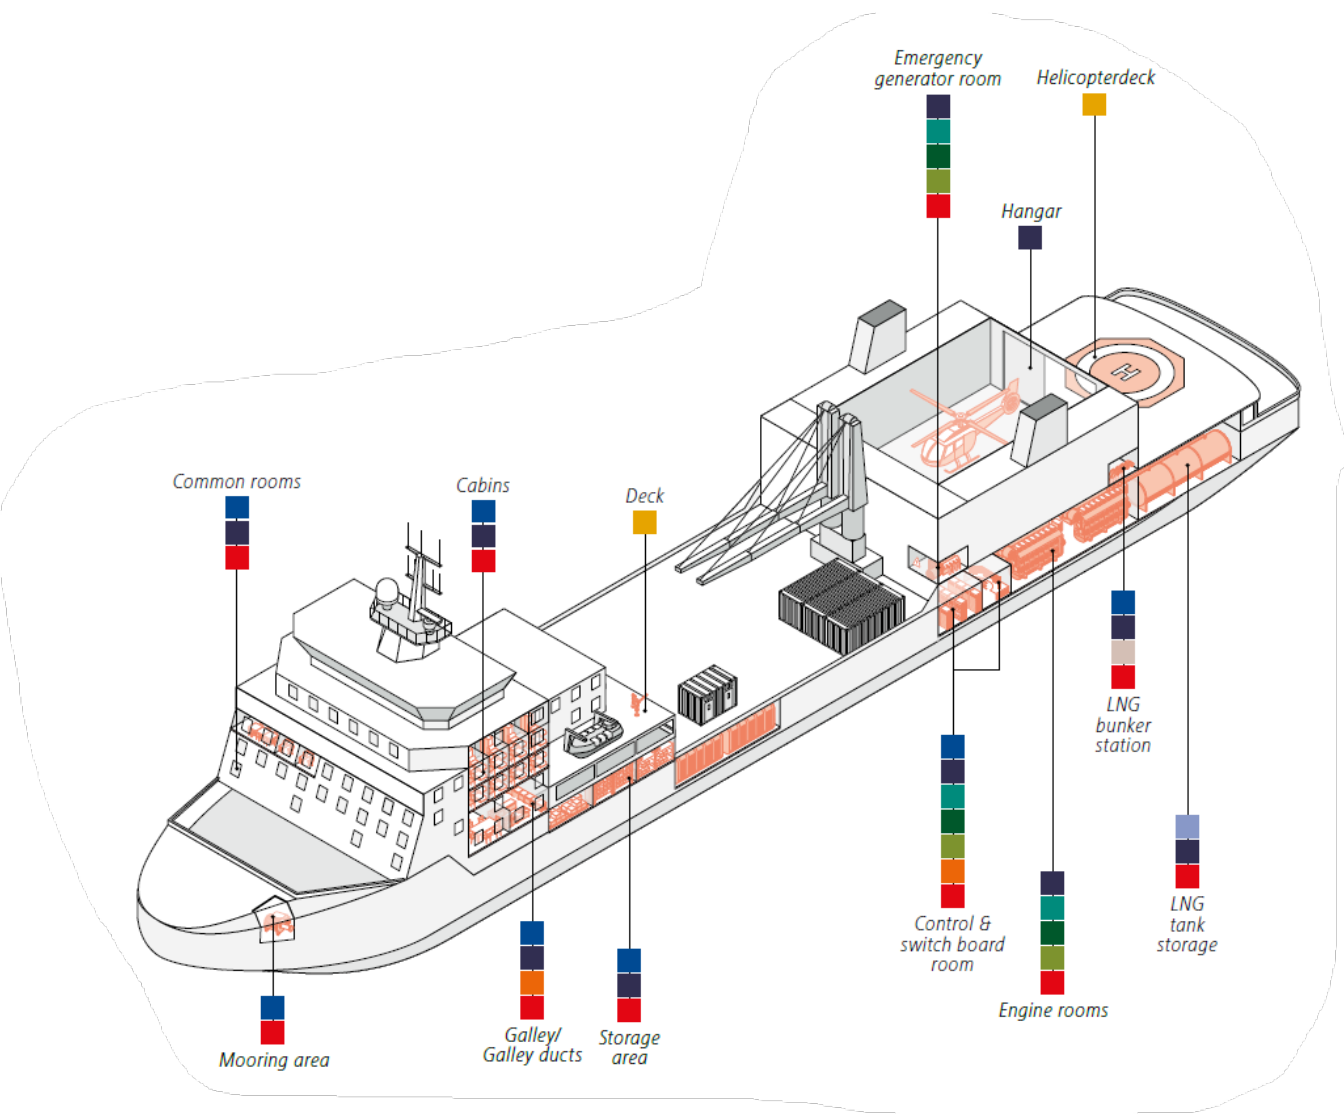 Emergency
generator room
Helicopterdeck
Hangar
Common rooms
Cabins
Deck
H
LNG
bunker
station
Control &
switch board
room
LNG
tank
storage
Engine rooms
Galley/
Galley ducts
Storage
area
Mooring area